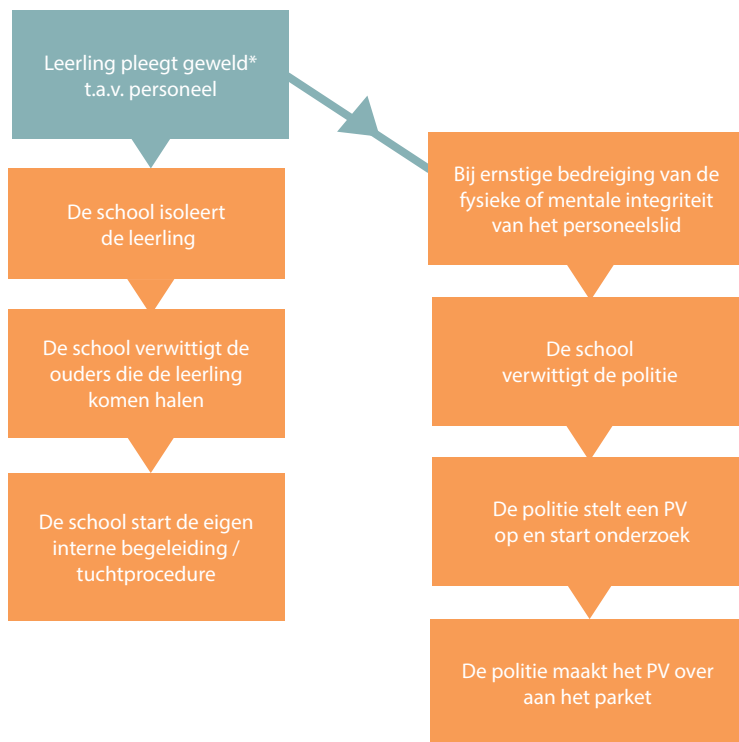 Leerling pleegt geweld*
t.a.v. personeel
De school isoleert
de leerling
De school verwittigt de
ouders die de leerling
komen halen
De school start de eigen
interne begeleiding /
tuchtprocedure
Bij ernstige bedreiging van de
fysieke of mentale integriteit
van het personeelslid
De school
verwittigt de politie
De politie stelt een PV
op en start onderzoek
De politie maakt het PV over
aan het parket